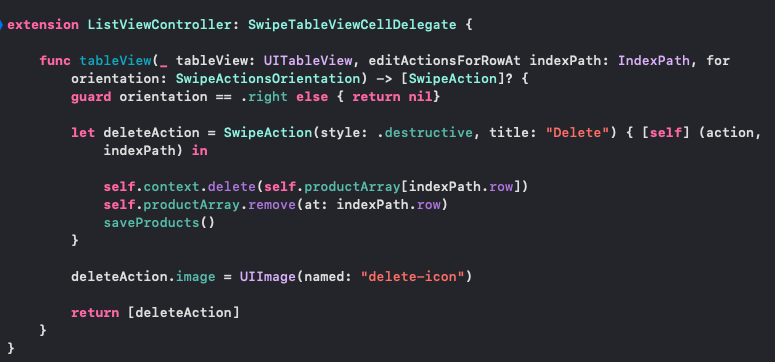 extension ListViewController: SwipeTableViewCellDelegate {
func tableView(_ tableView: UITableView, editActionsForRowAt indexPath: IndexPath, for
orientation: SwipeActionsOrientation) -> [SwipeAction]? {
guard orientation == .right else { return nil}
let deleteAction = SwipeAction(style: .destructive, title: "Delete") { [self] (action,
indexPath) in
self.context.delete(self.productArray[indexPath.row])
self.productArray.remove(at: indexPath.row)
saveProducts()
}
deleteAction.image = UIImage(named: "delete-icon")
return [deleteAction]
}
}